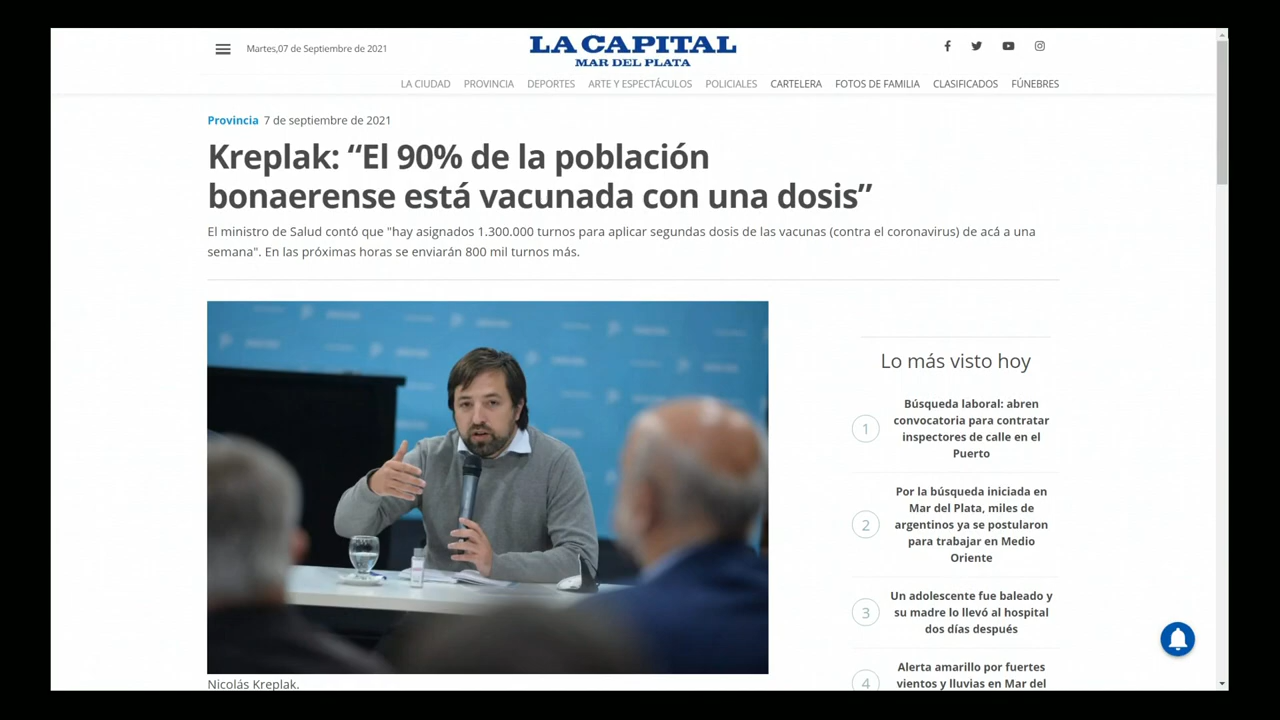 Martes,07 de Septiembre de 2021
LA CAPITAL
MAR DEL PLATA
LA CIUDAD PROVINCIA DEPORTES ARTE Y ESPECTÁCULOS POLICIALES CARTELERA FOTOS DE FAMILIA CLASIFICADOS FÚNEBRES
Provincia 7 de septiembre de 2021
Kreplak: “El 90% de la población
bonaerense está vacunada con una dosis”
El ministro de Salud contó que "hay asignados 1.300.000 turnos para aplicar segundas dosis de las vacunas (contra el coronavirus) de acá a una
semana". En las próximas horas se enviarán 800 mil turnos más.
Nicolás Kreplak.
Lo más visto hoy
1
Búsqueda laboral: abren
convocatoria para contratar
inspectores de calle en el
Puerto
2
Por la búsqueda iniciada en
Mar del Plata, miles de
argentinos ya se postularon
para trabajar en Medio
Oriente
3
Un adolescente fue baleado y
su madre lo llevó al hospital
dos días después
4
Alerta amarillo por fuertes
vientos y lluvias en Mar del